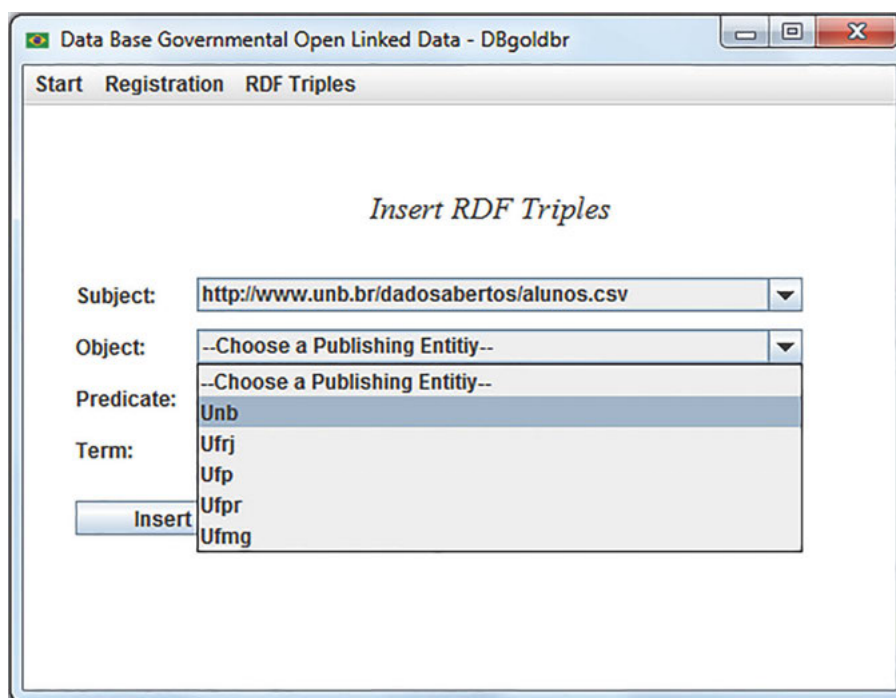 Data Base Governmental Open Linked Data - DBgoldbr
Start Registration RDF Triples
Insert RDF Triples
Subject: http://www.unb.br/dadosabertos/alunos.csv
Object: --Choose a Publishing Entitiy--
--Choose a Publishing Entitiy--
Predicate:
Unb
Ufrj
Term:
Ufp
Ufpr
Insert
Ufmg